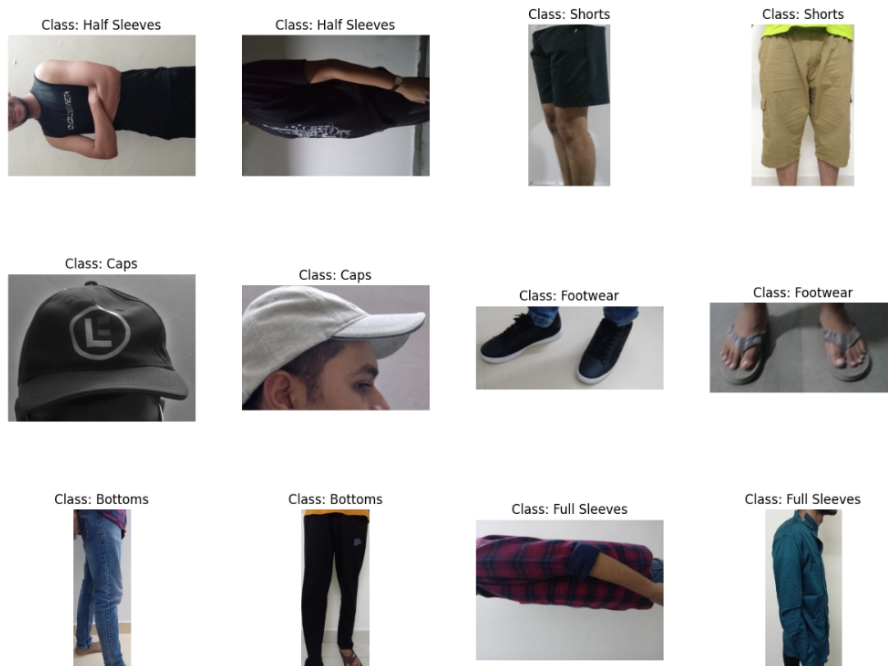 Class: Half Sleeves
Class: Half Sleeves
Class: Shorts
Class: Shorts
Class: Caps
Class: Caps
Class: Footwear
Class: Footwear
Class: Bottoms
Class: Bottoms
Class: Full Sleeves
Class: Full Sleeves